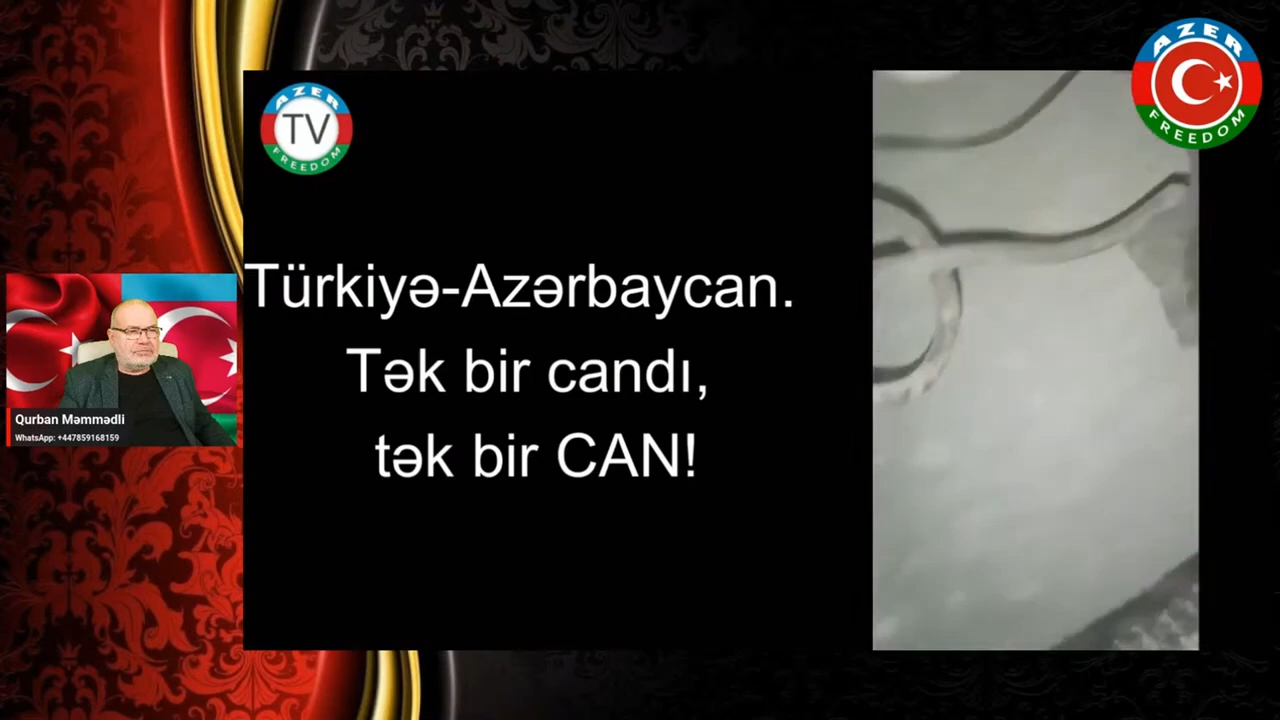 AZER
TV
FREEDOM
AZER
FREEDOM
Türkiyə-Azərbaycan.
Tək bir candı,
tək bir CAN!
Qurban Məmmədli
WhatsApp: +447859168159